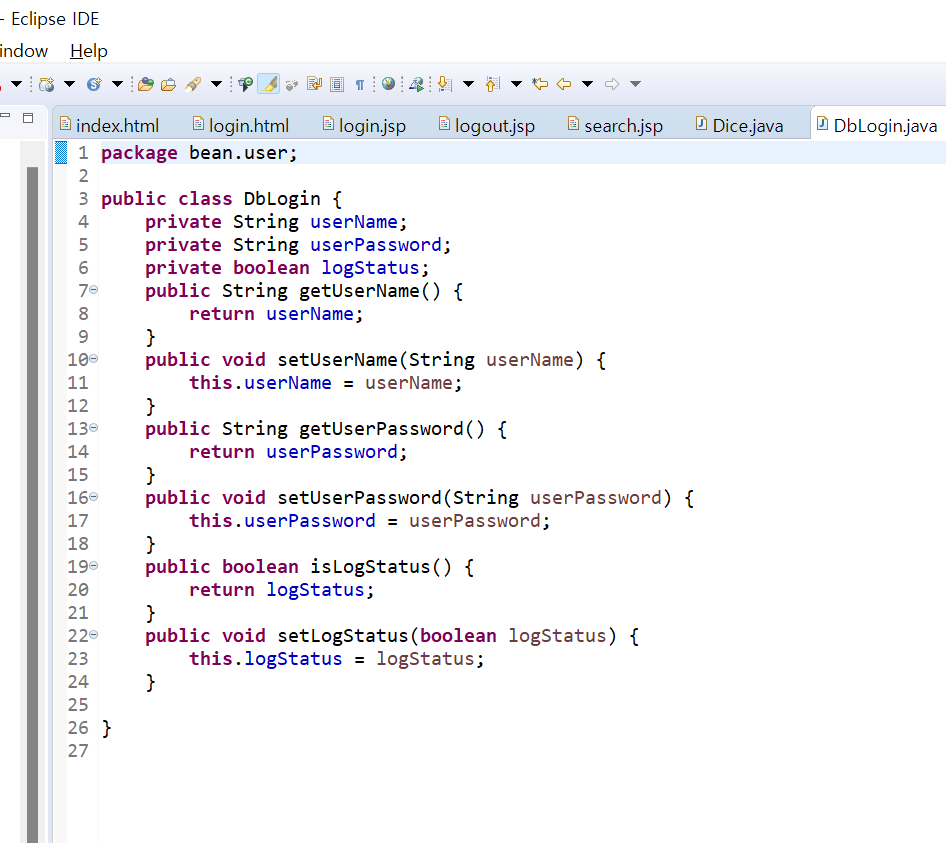 - Eclipse IDE
indow Help
index.html login.html login.jsp logout.jsp search.jsp Dice.java DbLogin.java
1 package bean.user;
2
3 public class DbLogin {
4     private String userName;
5     private String userPassword;
6     private boolean logStatus;
7     public String getUserName() {
8         return userName;
9     }
10     public void setUserName(String userName) {
11         this.userName = userName;
12     }
13     public String getUserPassword() {
14         return userPassword;
15     }
16     public void setUserPassword(String userPassword) {
17         this.userPassword = userPassword;
18     }
19     public boolean isLogStatus() {
20         return logStatus;
21     }
22     public void setLogStatus(boolean logStatus) {
23         this.logStatus = logStatus;
24     }
25
26 }
27